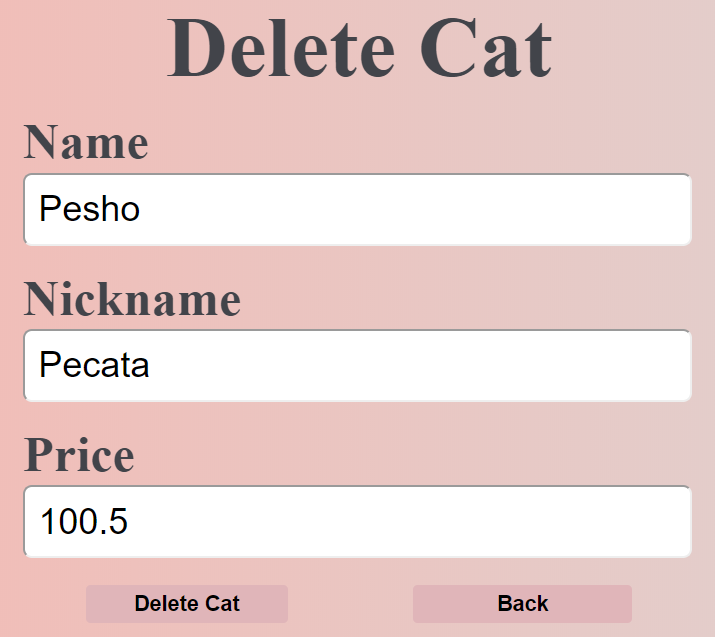 Delete Cat
Name
Pesho
Nickname
Pecata
Price
100.5
Delete Cat
Back